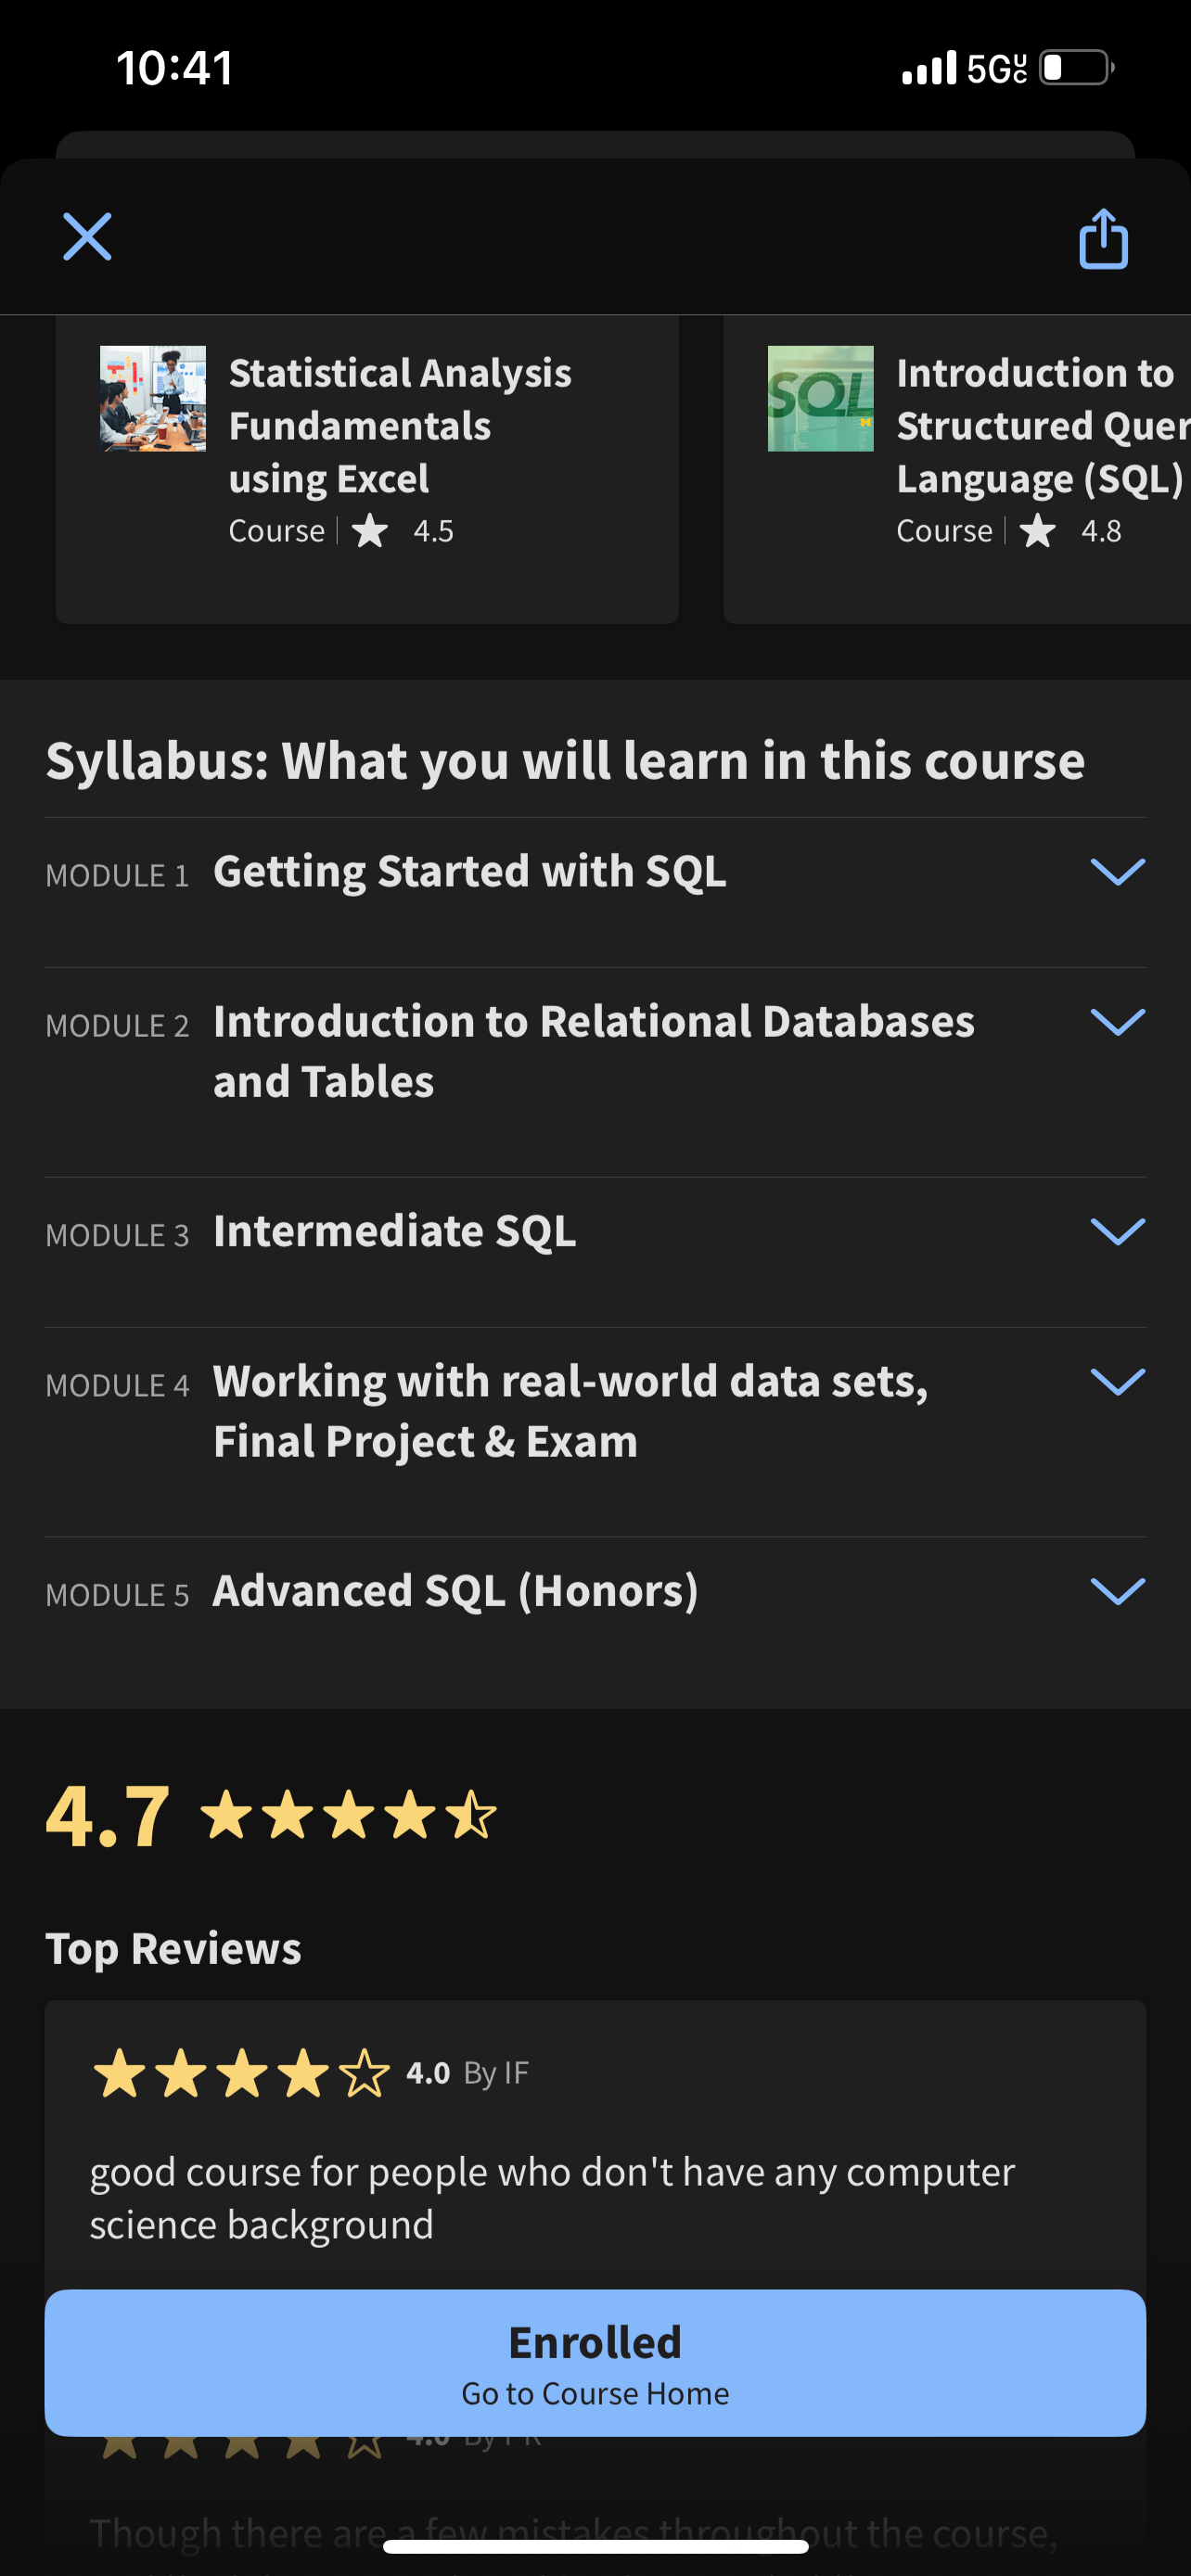 10:41
5GUC
Statistical Analysis
Fundamentals
using Excel
Course | 4.5
SQL
Introduction to
Structured Quer
Language (SQL)
Course | 4.8
Syllabus: What you will learn in this course
MODULE 1 Getting Started with SQL
MODULE 2 Introduction to Relational Databases
and Tables
MODULE 3 Intermediate SQL
MODULE 4 Working with real-world data sets,
Final Project & Exam
MODULE 5 Advanced SQL (Honors)
4.7
Top Reviews
4.0 By IF
good course for people who don't have any computer
science background
Enrolled
Go to Course Home
4.0 By
Though there are a few mistakes throughout the course,